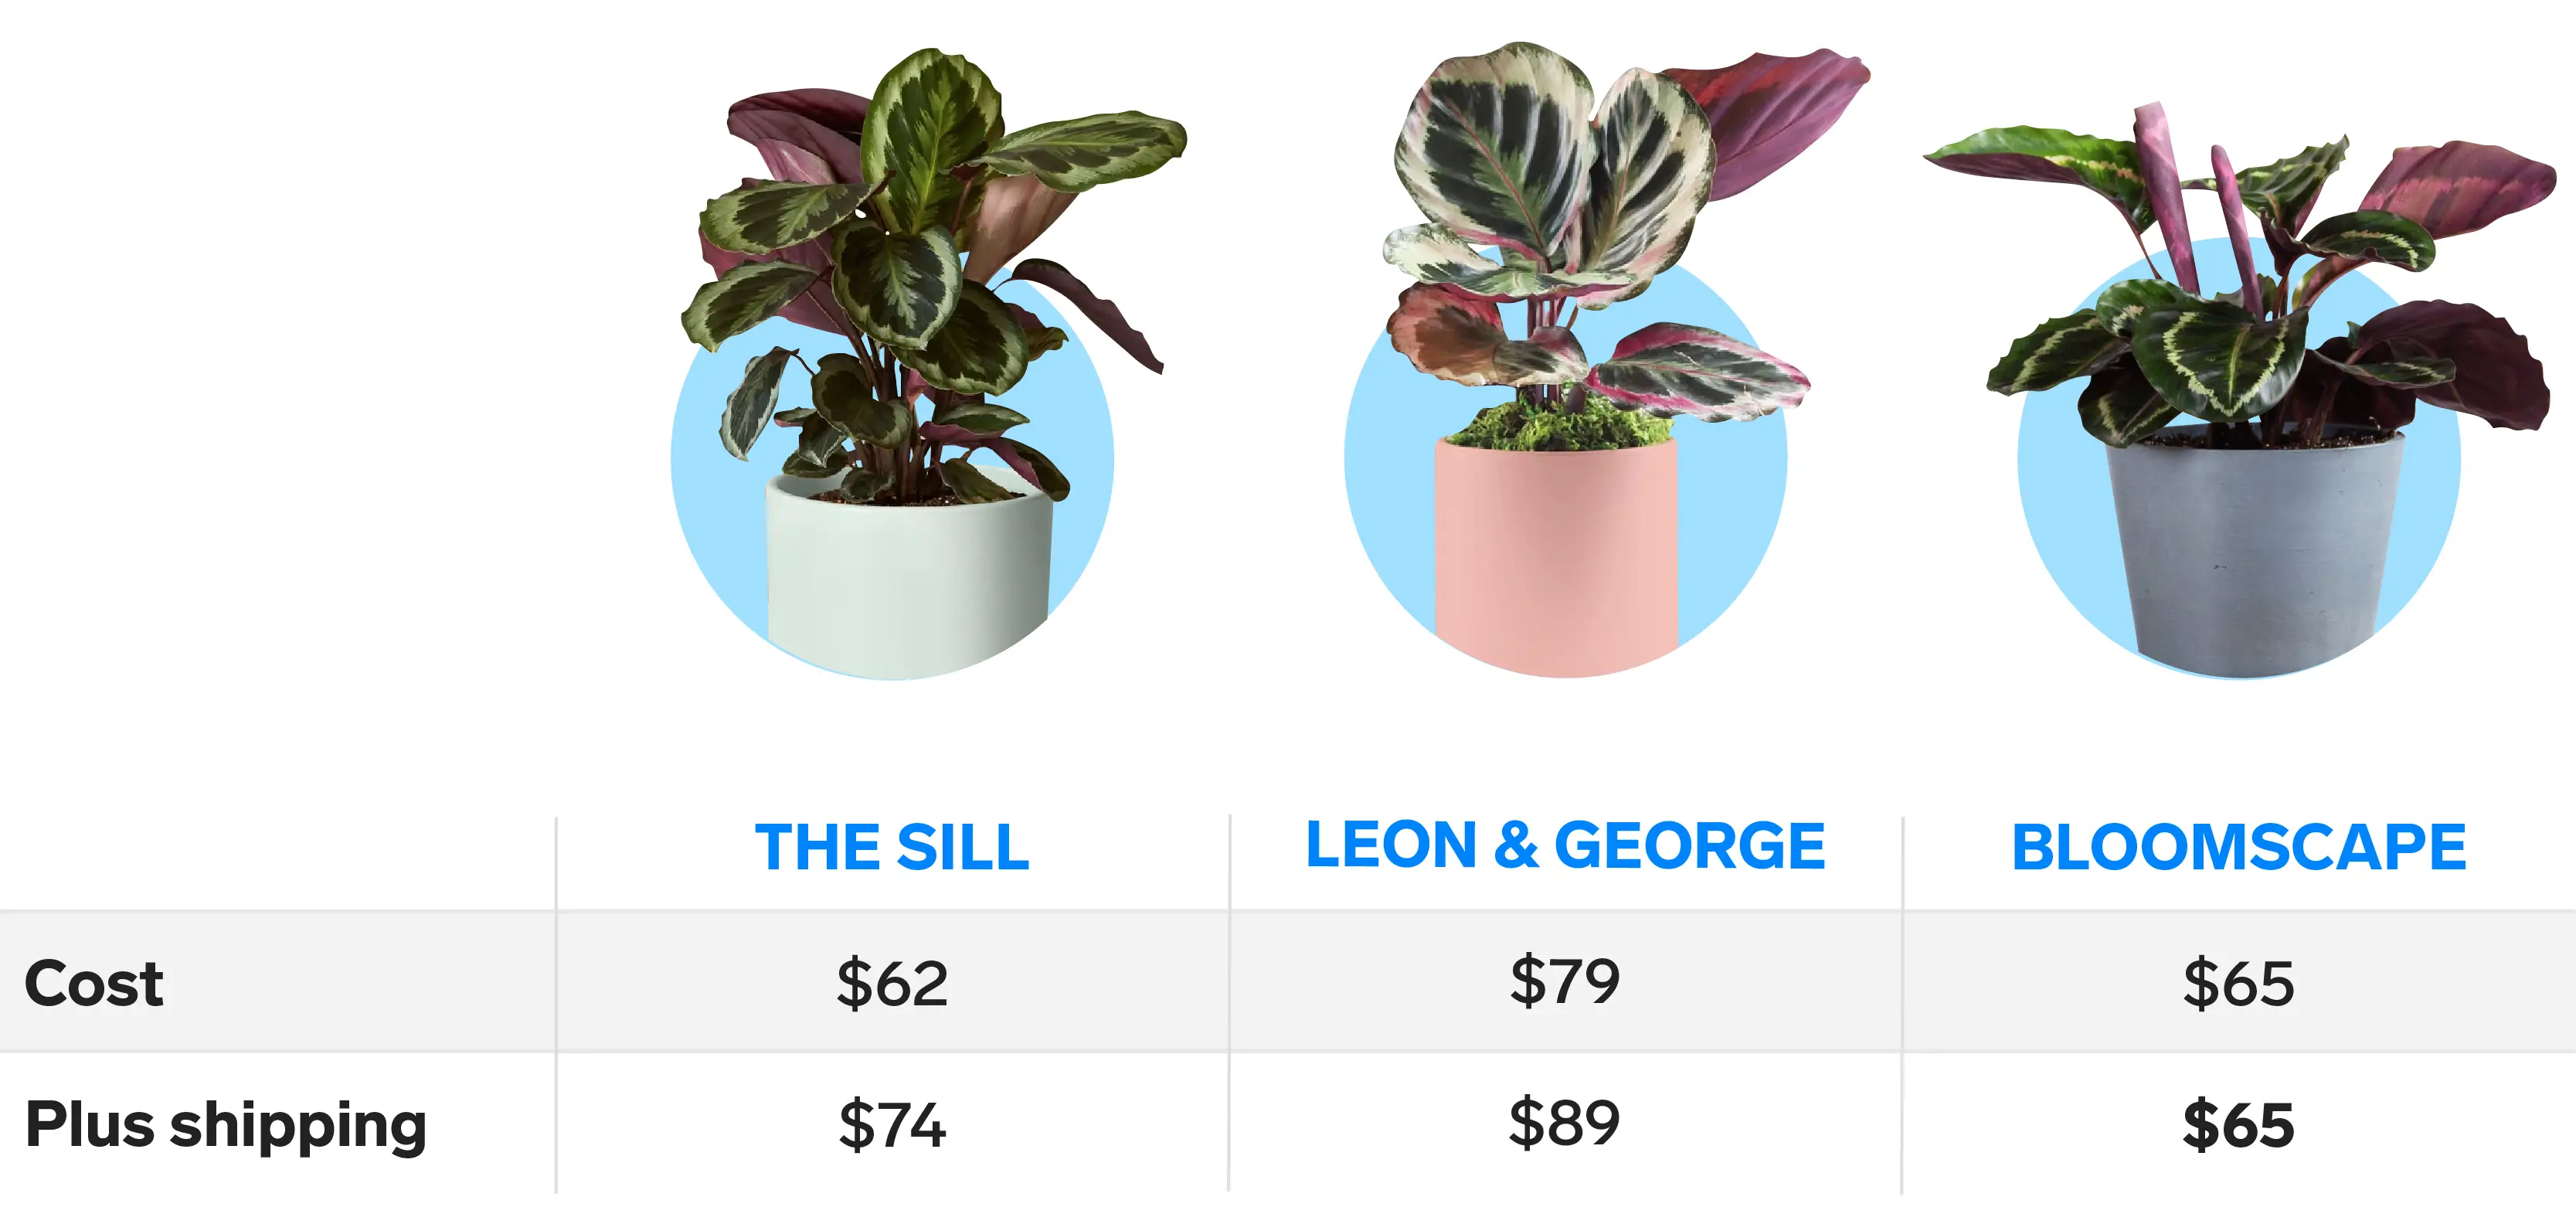 THE SILL LEON & GEORGE BLOOMSCAPE
Cost $62 $79 $65
Plus shipping $74 $89 $65